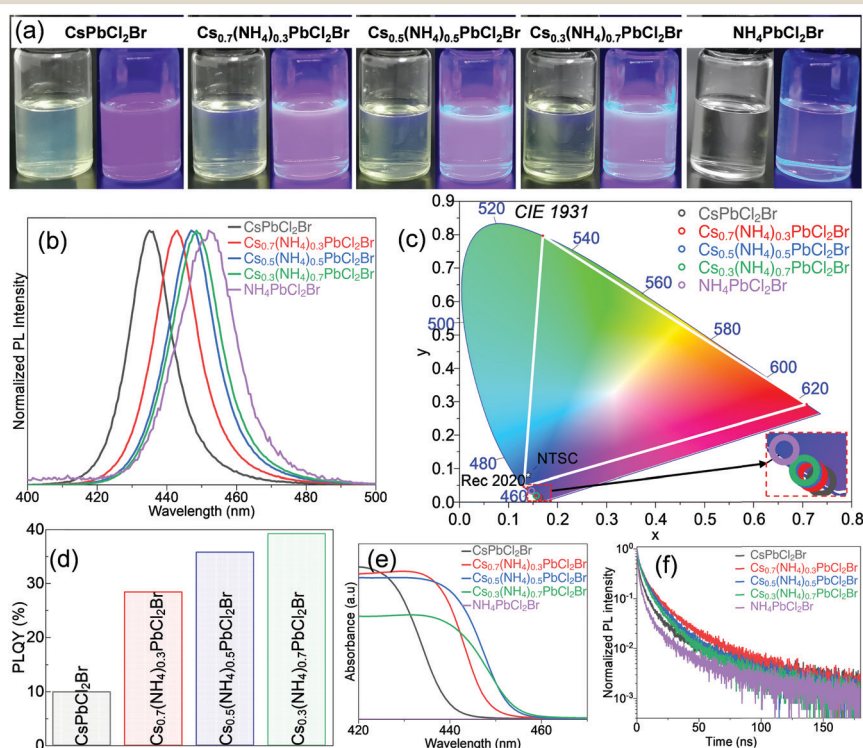 (a)
CsPbCl₂Br
Cs₀.₇(NH₄)₀.₃PbCl₂Br
Cs₀.₅(NH₄)₀.₅PbCl₂Br
Cs₀.₃(NH₄)₀.₇PbCl₂Br
NH₄PbCl₂Br
(b)
CsPbCl₂Br
Cs₀.₇(NH₄)₀.₃PbCl₂Br
Cs₀.₅(NH₄)₀.₅PbCl₂Br
Cs₀.₃(NH₄)₀.₇PbCl₂Br
NH₄PbCl₂Br
Normalized PL Intensity
400 420 440 460 480 500
Wavelength (nm)
(c)
CIE 1931
CsPbCl₂Br
Cs₀.₇(NH₄)₀.₃PbCl₂Br
Cs₀.₅(NH₄)₀.₅PbCl₂Br
Cs₀.₃(NH₄)₀.₇PbCl₂Br
NH₄PbCl₂Br
0.9
0.8
0.7
0.6
0.5
0.4
0.3
0.2
0.1
0.0
y
520
540
560
580
600
620
500
480
460
NTSC
Rec 2020
0.0 0.1 0.2 0.3 0.4 0.5 0.6 0.7 0.8
x
(d)
PLQY (%)
40
30
20
10
0
CsPbCl₂Br
Cs₀.₇(NH₄)₀.₃PbCl₂Br
Cs₀.₅(NH₄)₀.₅PbCl₂Br
Cs₀.₃(NH₄)₀.₇PbCl₂Br
(e)
CsPbCl₂Br
Cs₀.₇(NH₄)₀.₃PbCl₂Br
Cs₀.₅(NH₄)₀.₅PbCl₂Br
Cs₀.₃(NH₄)₀.₇PbCl₂Br
NH₄PbCl₂Br
Absorbance (a.u)
420 440 460
Wavelength (nm)
(f)
CsPbCl₂Br
Cs₀.₇(NH₄)₀.₃PbCl₂Br
Cs₀.₅(NH₄)₀.₅PbCl₂Br
Cs₀.₃(NH₄)₀.₇PbCl₂Br
NH₄PbCl₂Br
Normalized PL intensity
10⁰
10⁻¹
10⁻²
10⁻³
0 50 100 150
Time (ns)